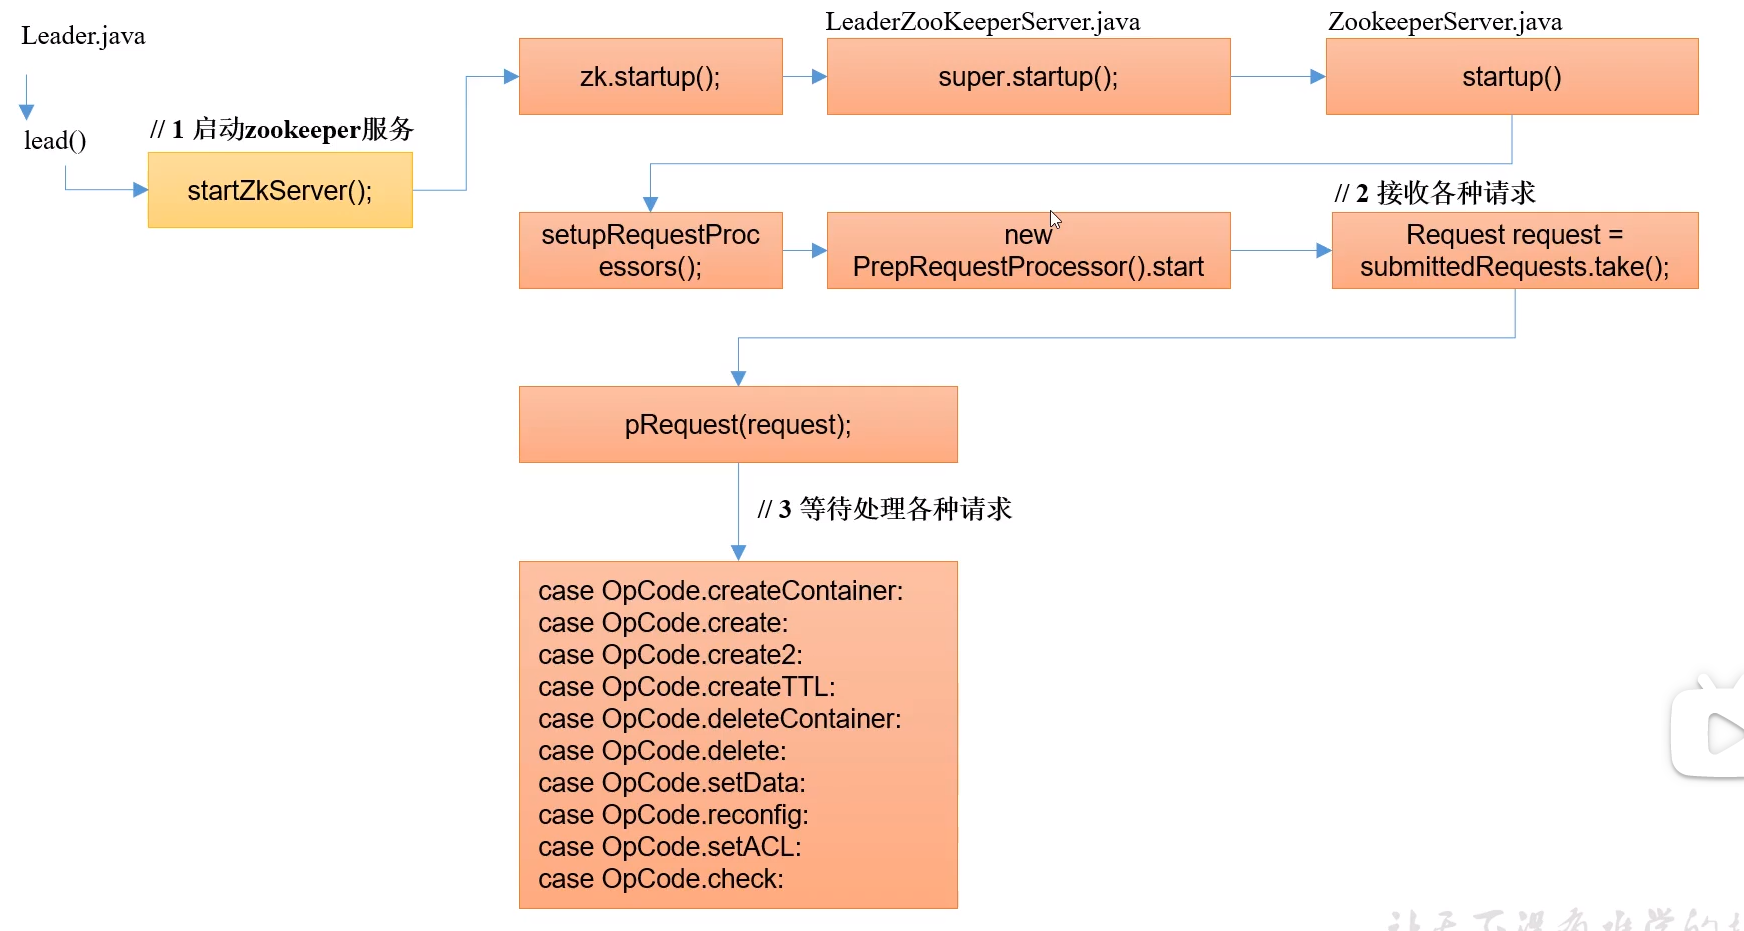 Leader.java
lead()
// 1 启动zookeeper服务
startZkServer();
zk.startup();
LeaderZooKeeperServer.java
super.startup();
ZookeeperServer.java
startup()
setupRequestProc
essors();
new
PrepRequestProcessor().start
// 2 接收各种请求
Request request =
submittedRequests.take();
pRequest(request);
// 3 等待处理各种请求
case OpCode.createContainer:
case OpCode.create:
case OpCode.create2:
case OpCode.createTTL:
case OpCode.deleteContainer:
case OpCode.delete:
case OpCode.setData:
case OpCode.reconfig:
case OpCode.setACL:
case OpCode.check: